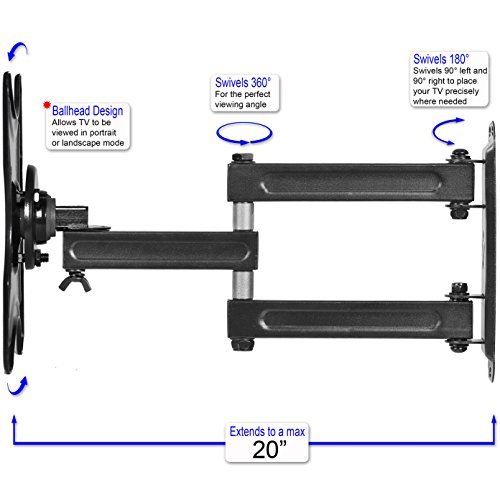 Swivels 360°
For the perfect
viewing angle
Swivels 180°
Swivels 90° left and
90° right to place
your TV precisely
where needed
Ballhead Design
Allows TV to be
viewed in portrait
or landscape mode
Extends to a max
20”